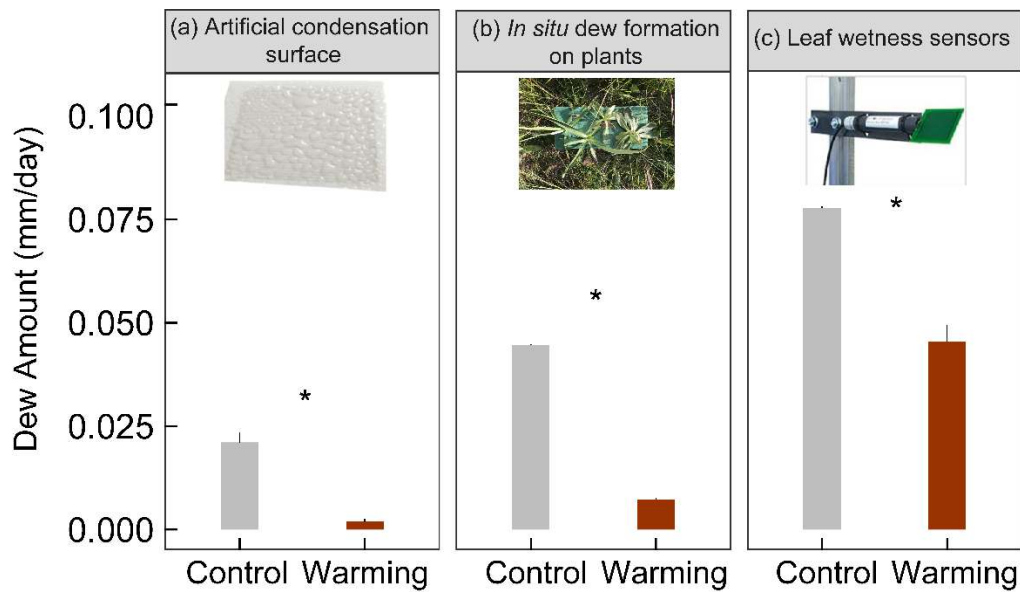 (a) Artificial condensation
surface
(b) In situ dew formation
on plants
(c) Leaf wetness sensors
Dew Amount (mm/day)
0.100
0.075
0.050
0.025
0.000
*
*
*
Control Warming
Control Warming
Control Warming